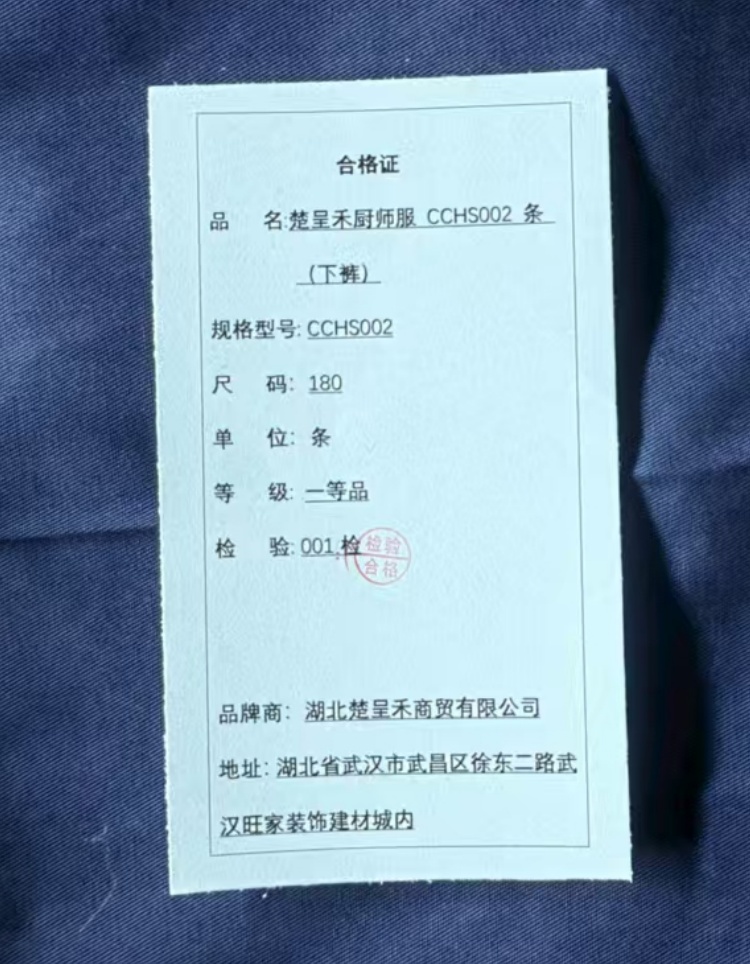 合格证
品 名:楚呈禾厨师服 CCHS002 条
（下裤）
规格型号: CCHS002
尺 码: 180
单 位: 条
等 级: 一等品
检 验: 001 检
检验
合格
品牌商: 湖北楚呈禾商贸有限公司
地址: 湖北省武汉市武昌区徐东二路武
汉旺家装饰建材城内